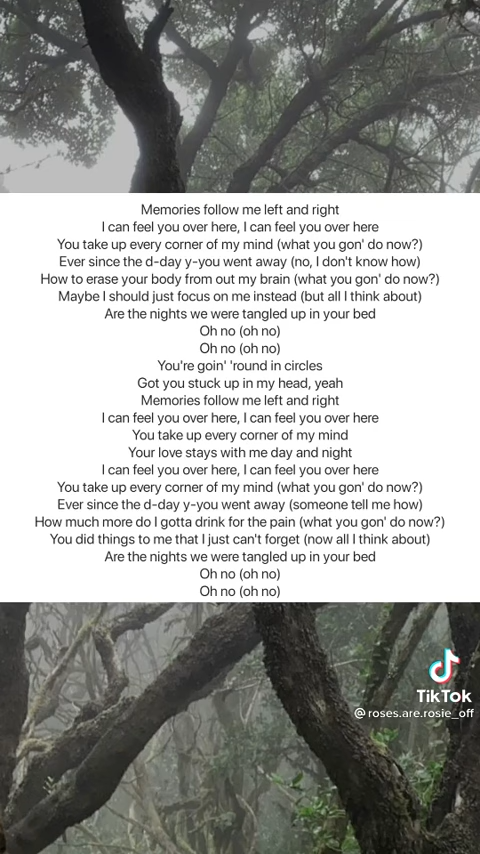 Memories follow me left and right
I can feel you over here, I can feel you over here
You take up every corner of my mind (what you gon' do now?)
Ever since the d-day y-you went away (no, I don't know how)
How to erase your body from out my brain (what you gon' do now?)
Maybe I should just focus on me instead (but all I think about)
Are the nights we were tangled up in your bed
Oh no (oh no)
Oh no (oh no)
You're goin' 'round in circles
Got you stuck up in my head, yeah
Memories follow me left and right
I can feel you over here, I can feel you over here
You take up every corner of my mind
Your love stays with me day and night
I can feel you over here, I can feel you over here
You take up every corner of my mind (what you gon' do now?)
Ever since the d-day y-you went away (someone tell me how)
How much more do I gotta drink for the pain (what you gon' do now?)
You did things to me that I just can't forget (now all I think about)
Are the nights we were tangled up in your bed
Oh no (oh no)
Oh no (oh no)
TikTok
@roses.are.rosie_off